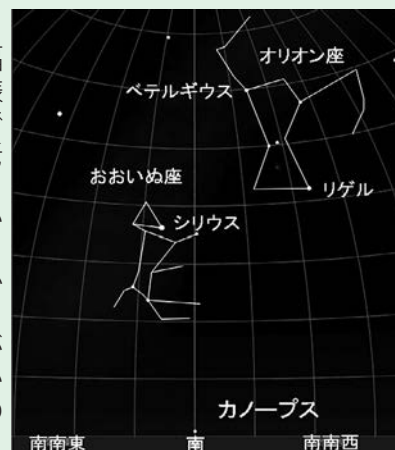 オリオン座
ベテルギウス
おおいぬ座
リゲル
シリウス
カノープス
南南東
南
南南西